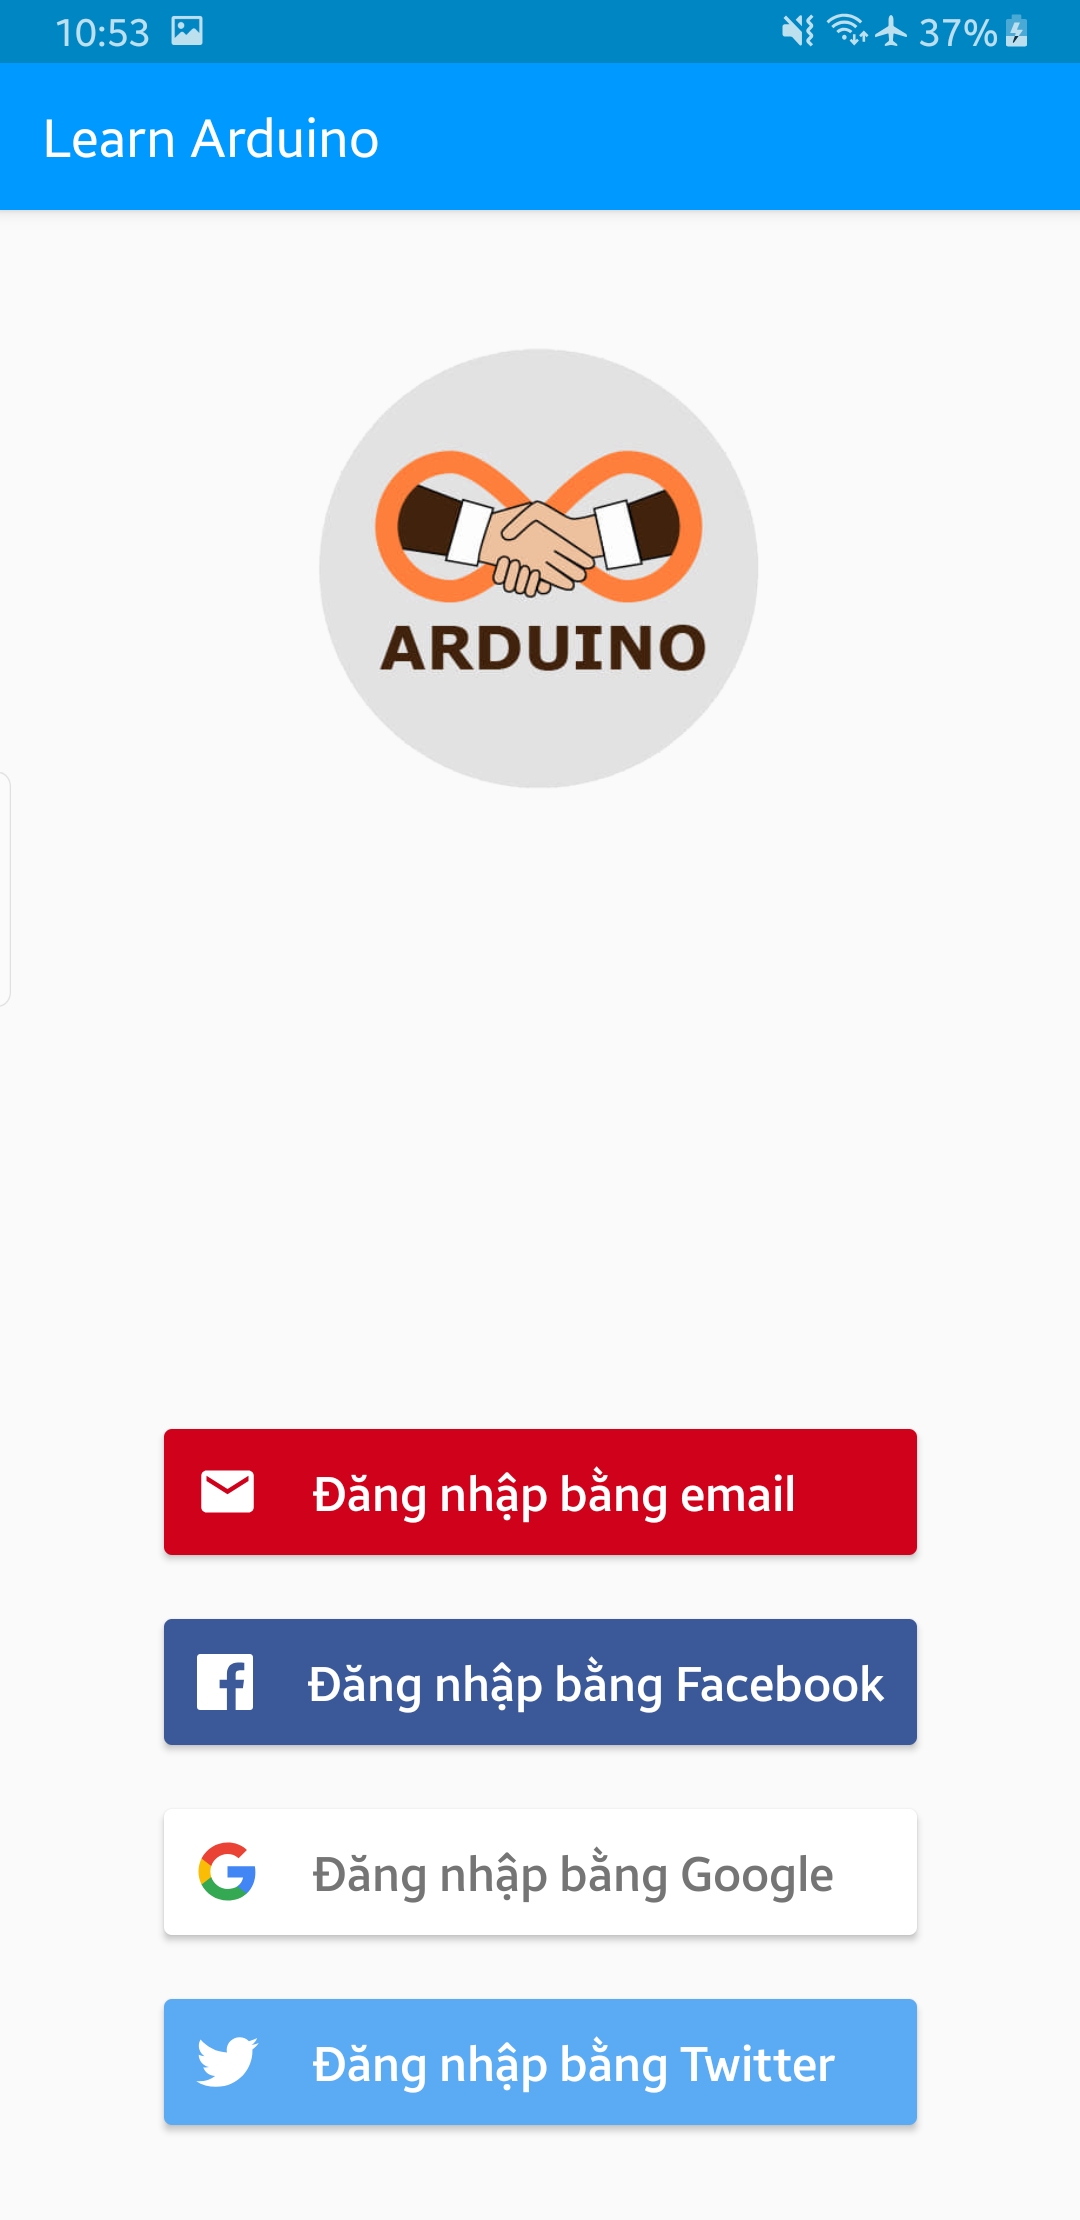 10:53
37%
Learn Arduino
ARDUINO
Đăng nhập bằng email
Đăng nhập bằng Facebook
Đăng nhập bằng Google
Đăng nhập bằng Twitter